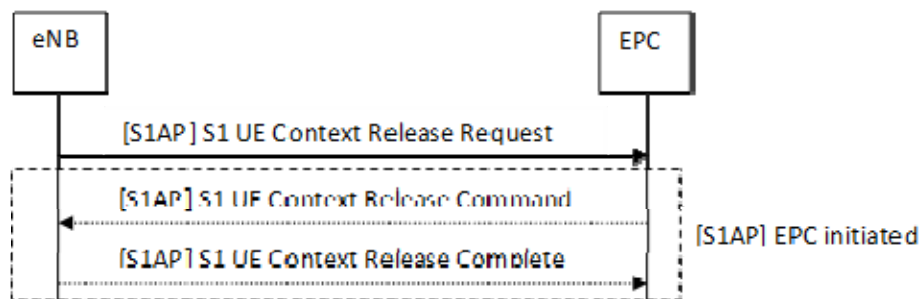 eNB
EPC
[S1AP] S1 UE Context Release Request
[S1AP] S1 UE Context Release Command
[S1AP] EPC initiated
[S1AP] S1 UE Context Release Complete